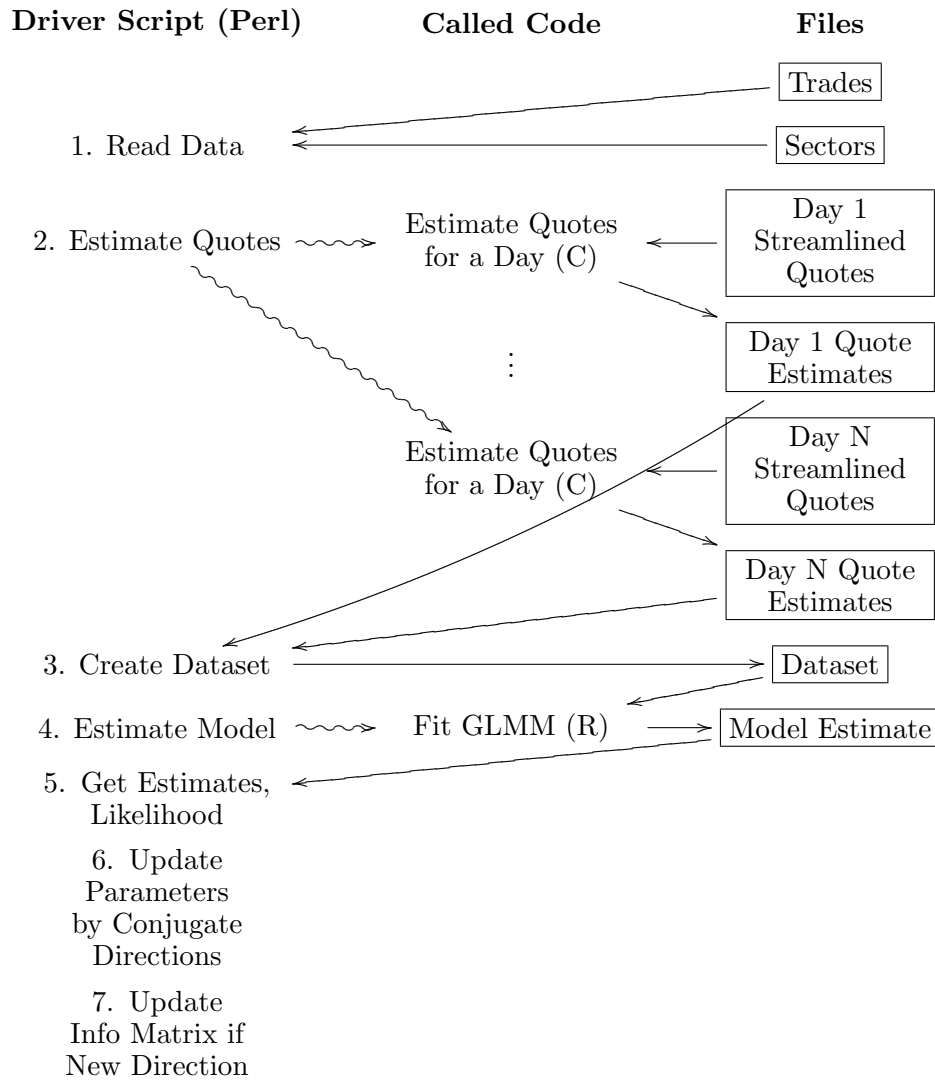 Driver Script (Perl) Called Code Files
Trades
1. Read Data Sectors
Day 1
2. Estimate Quotes Estimate Quotes Streamlined
for a Day (C) Quotes
Day 1 Quote
Estimates
⋮
Day N
Estimate Quotes Streamlined
for a Day (C) Quotes
Day N Quote
Estimates
3. Create Dataset Dataset
4. Estimate Model Fit GLMM (R) Model Estimate
5. Get Estimates,
Likelihood
6. Update
Parameters
by Conjugate
Directions
7. Update
Info Matrix if
New Direction